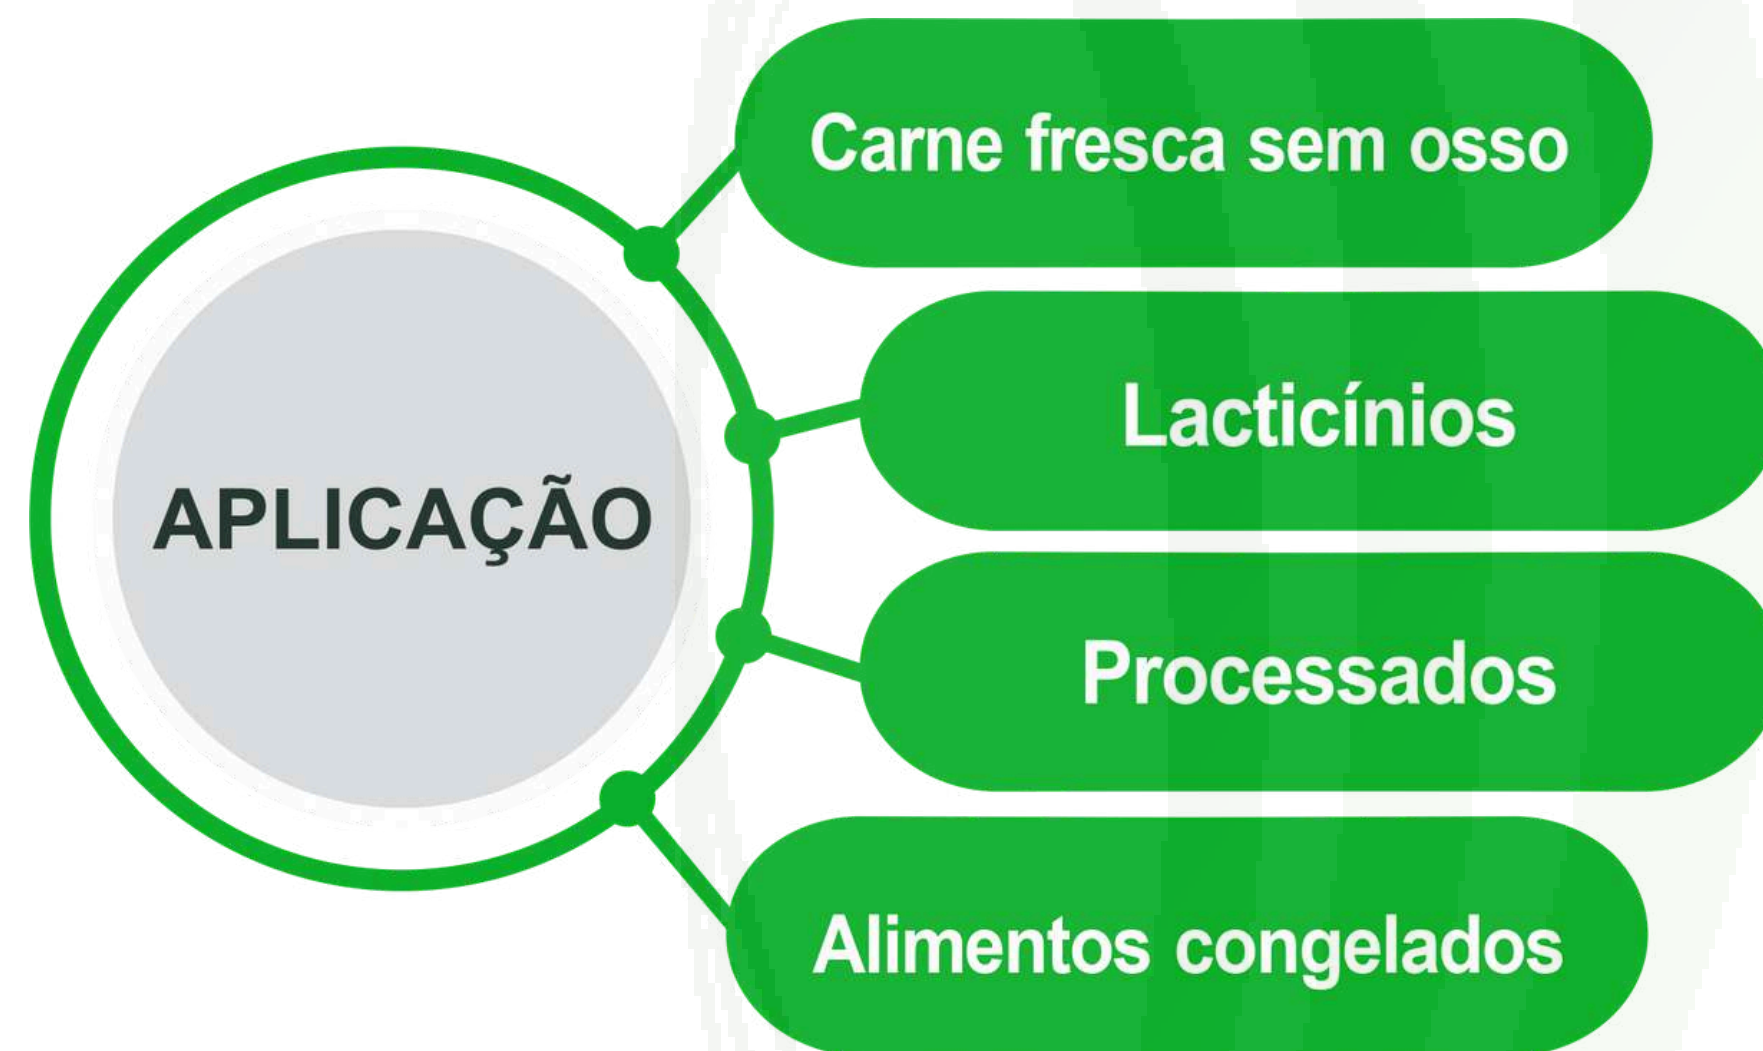 APLICAÇÃO
Carne fresca sem osso
Lacticínios
Processados
Alimentos congelados